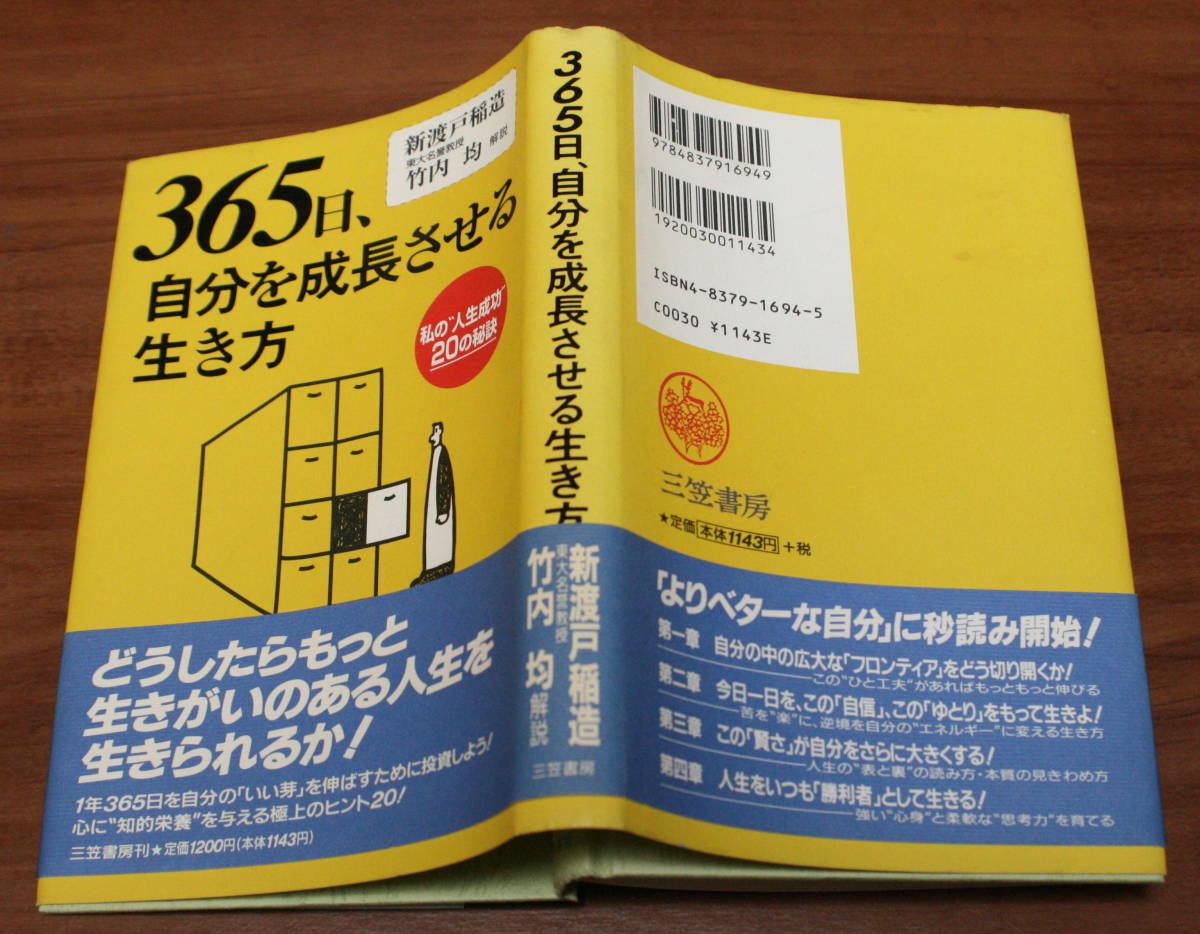 新渡戸稲造
東大名誉教授
竹内 均 解説
365日、
自分を成長させる
生き方
私の"人生成功"
20の秘訣
どうしたらもっと
生きがいのある人生を
生きられるか!
1年365日を自分の「いい芽」を伸ばすために投資しよう!
心に"知的栄養"を与える極上のヒント20!
三笠書房刊★定価1200円(本体1143円)
365日、自分を成長させる生き方
新渡戸稲造
東大名誉教授
竹内 均 解説
三笠書房
9784837916949
1920030011434
ISBN4-8379-1694-5
C0030 ¥1143E
三笠書房
★定価 本体1143円 +税
「よりベターな自分」に秒読み開始!
第一章 自分の中の広大な「フロンティア」をどう切り開くか!
——この"ひと工夫"があればもっともっと伸びる
第二章 今日一日を、この「自信」、この「ゆとり」をもって生きよ!
——苦を"楽"に、逆境を自分の"エネルギー"に変える生き方
第三章 この「賢さ」が自分をさらに大きくする!
——人生の"表と裏"の読み方・本質の見きわめ方
第四章 人生をいつも「勝利者」として生きる!
——強い"心身"と柔軟な"思考力"を育てる